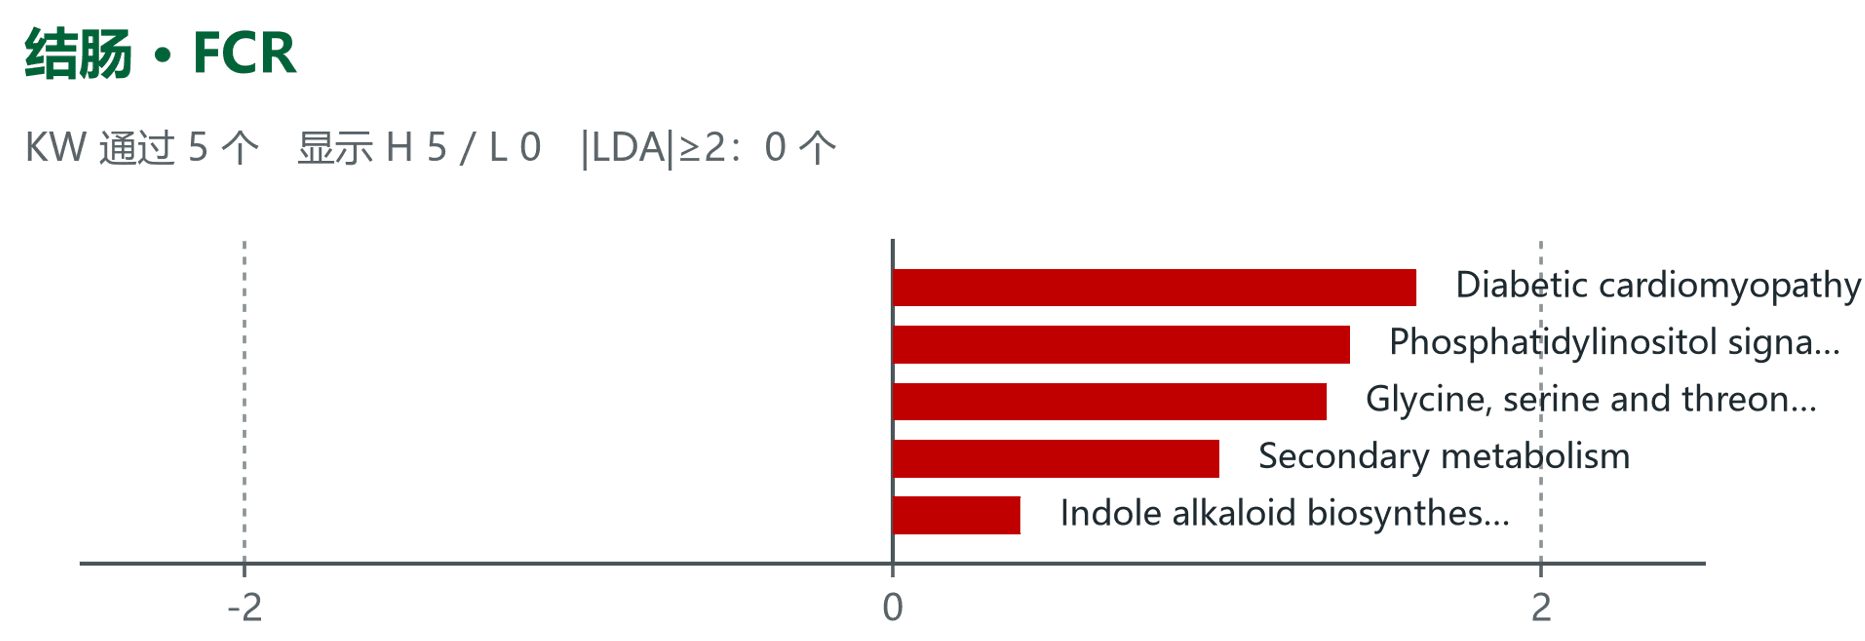 结肠 • FCR
KW 通过 5 个 显示 H 5 / L 0 |LDA|≥2：0 个
Diabetic cardiomyopathy
Phosphatidylinositol signa…
Glycine, serine and threon…
Secondary metabolism
Indole alkaloid biosynthes…
-2 0 2